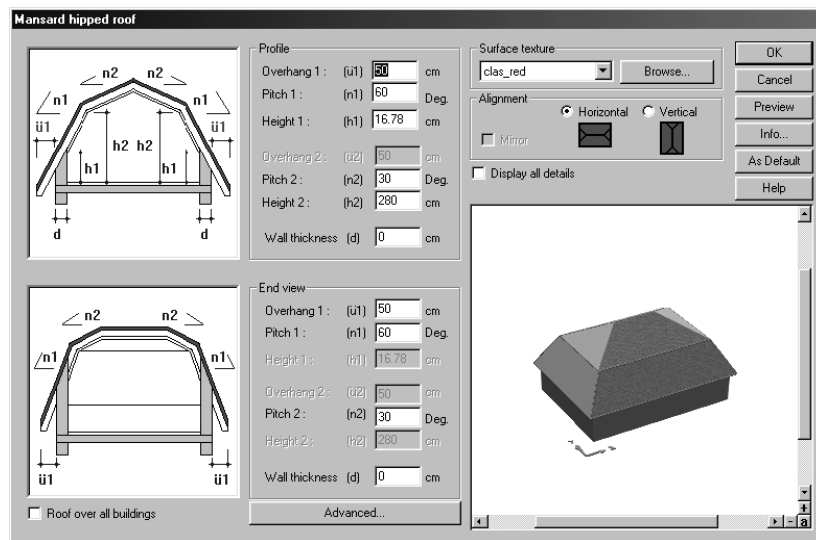 Mansard hipped roof
n2 n2
n1 n1
ü1 ü1
h2 h2
h1 h1
d d
Profile
Overhang 1 : (ü1) 50 cm
Pitch 1 : (n1) 60 Deg.
Height 1 : (h1) 16.78 cm
Overhang 2 : (ü2) 50 cm
Pitch 2 : (n2) 30 Deg.
Height 2 : (h2) 280 cm
Wall thickness (d) 0 cm
Surface texture
clas_red Browse...
Alignment
Horizontal Vertical
Mirror
Display all details
OK
Cancel
Preview
Info...
As Default
Help
n2 n2
n1 n1
ü1 ü1
Roof over all buildings
End view
Overhang 1 : (ü1) 50 cm
Pitch 1 : (n1) 60 Deg.
Height 1 : (h1) 16.78 cm
Overhang 2 : (ü2) 50 cm
Pitch 2 : (n2) 30 Deg.
Height 2 : (h2) 280 cm
Wall thickness (d) 0 cm
Advanced...
+
- a